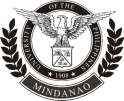 UNIVERSITY OF THE PHILIPPINES
1908
MINDANAO